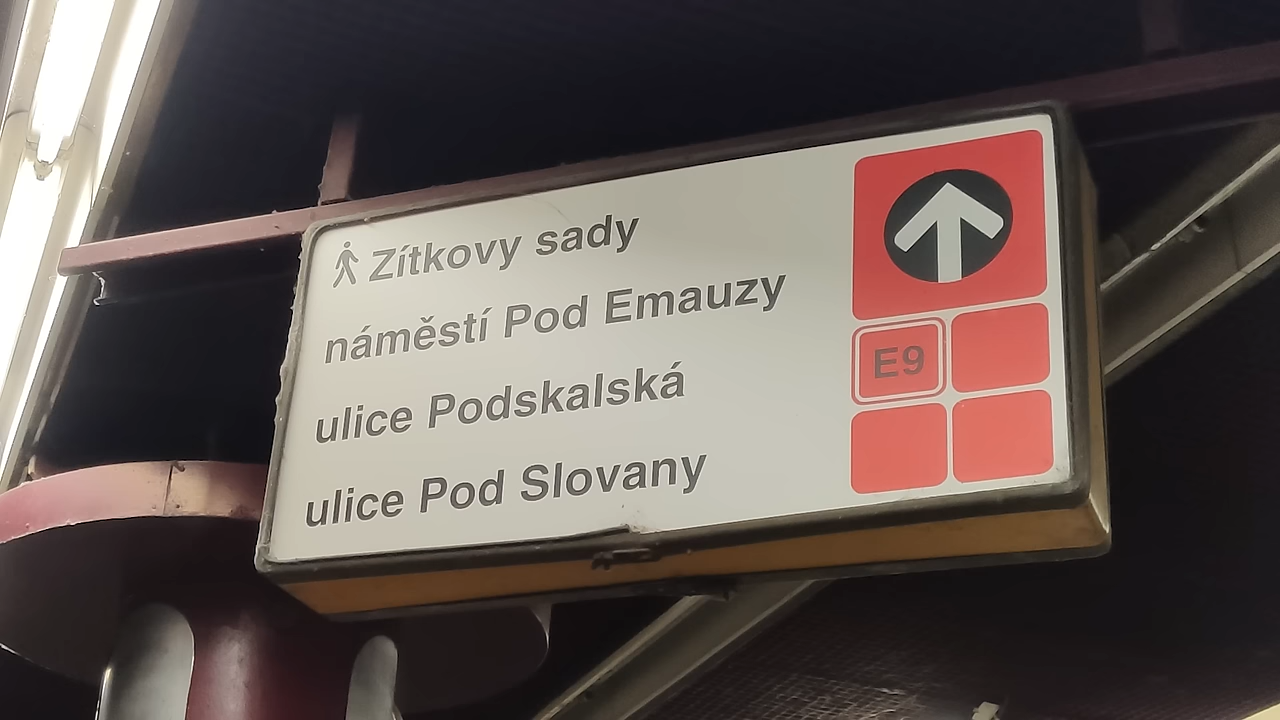 Zítkovy sady
náměstí Pod Emauzy
ulice Podskalská
ulice Pod Slovany
E9